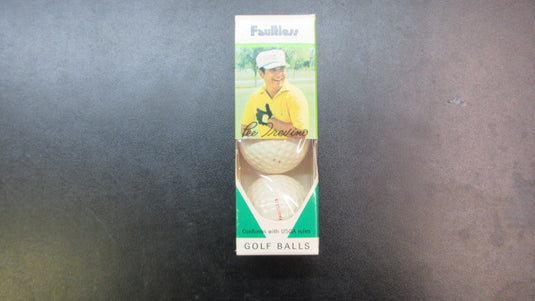 Faultless
Lee Trevino
Conforms with USGA rules
GOLF BALLS